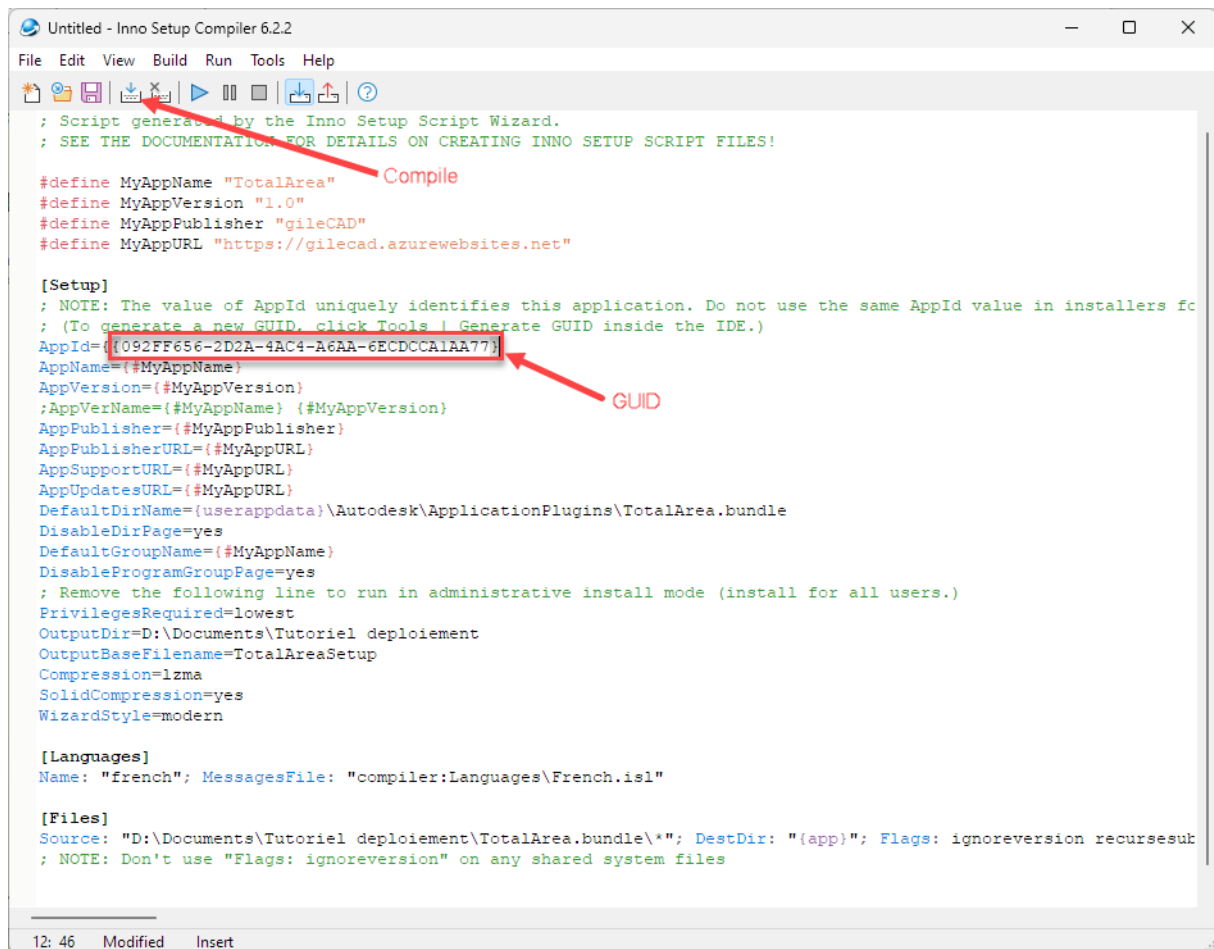 Untitled - Inno Setup Compiler 6.2.2
File Edit View Build Run Tools Help
; Script generated by the Inno Setup Script Wizard.
; SEE THE DOCUMENTATION FOR DETAILS ON CREATING INNO SETUP SCRIPT FILES!
Compile
#define MyAppName "TotalArea"
#define MyAppVersion "1.0"
#define MyAppPublisher "gileCAD"
#define MyAppURL "https://gilecad.azurewebsites.net"
[Setup]
; NOTE: The value of AppId uniquely identifies this application. Do not use the same AppId value in installers fo
; (To generate a new GUID, click Tools | Generate GUID inside the IDE.)
AppId={{092FF656-2D2A-4AC4-A6AA-6ECDCCA1AA77}
AppName={#MyAppName}
AppVersion={#MyAppVersion}
GUID
;AppVerName={#MyAppName} {#MyAppVersion}
AppPublisher={#MyAppPublisher}
AppPublisherURL={#MyAppURL}
AppSupportURL={#MyAppURL}
AppUpdatesURL={#MyAppURL}
DefaultDirName={userappdata}\Autodesk\ApplicationPlugins\TotalArea.bundle
DisableDirPage=yes
DefaultGroupName={#MyAppName}
DisableProgramGroupPage=yes
; Remove the following line to run in administrative install mode (install for all users.)
PrivilegesRequired=lowest
OutputDir=D:\Documents\Tutoriel deploiement
OutputBaseFilename=TotalAreaSetup
Compression=lzma
SolidCompression=yes
WizardStyle=modern
[Languages]
Name: "french"; MessagesFile: "compiler:Languages\French.isl"
[Files]
Source: "D:\Documents\Tutoriel deploiement\TotalArea.bundle\*"; DestDir: "{app}"; Flags: ignoreversion recursesub
; NOTE: Don't use "Flags: ignoreversion" on any shared system files
12: 46 Modified Insert